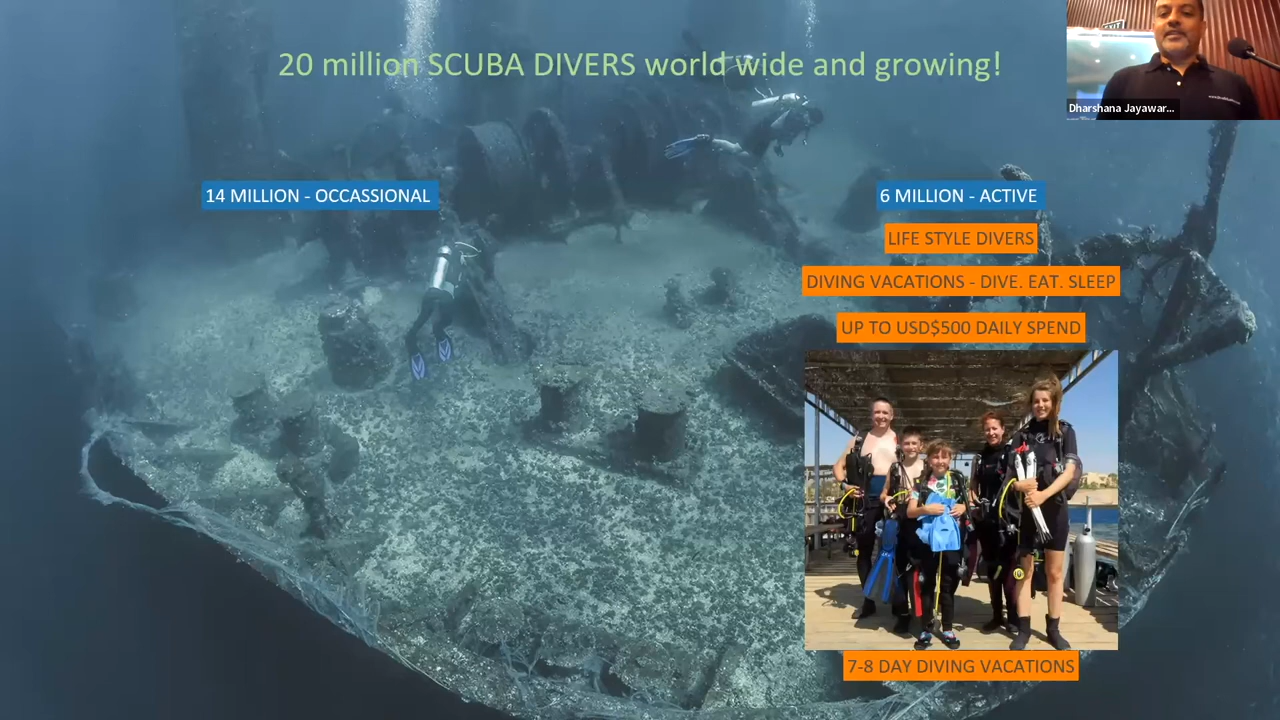 20 million SCUBA DIVERS world wide and growing!
EXIT
Dharshana Jayawar...
14 MILLION - OCCASSIONAL
6 MILLION - ACTIVE
LIFE STYLE DIVERS
DIVING VACATIONS - DIVE. EAT. SLEEP
UP TO USD$500 DAILY SPEND
7-8 DAY DIVING VACATIONS